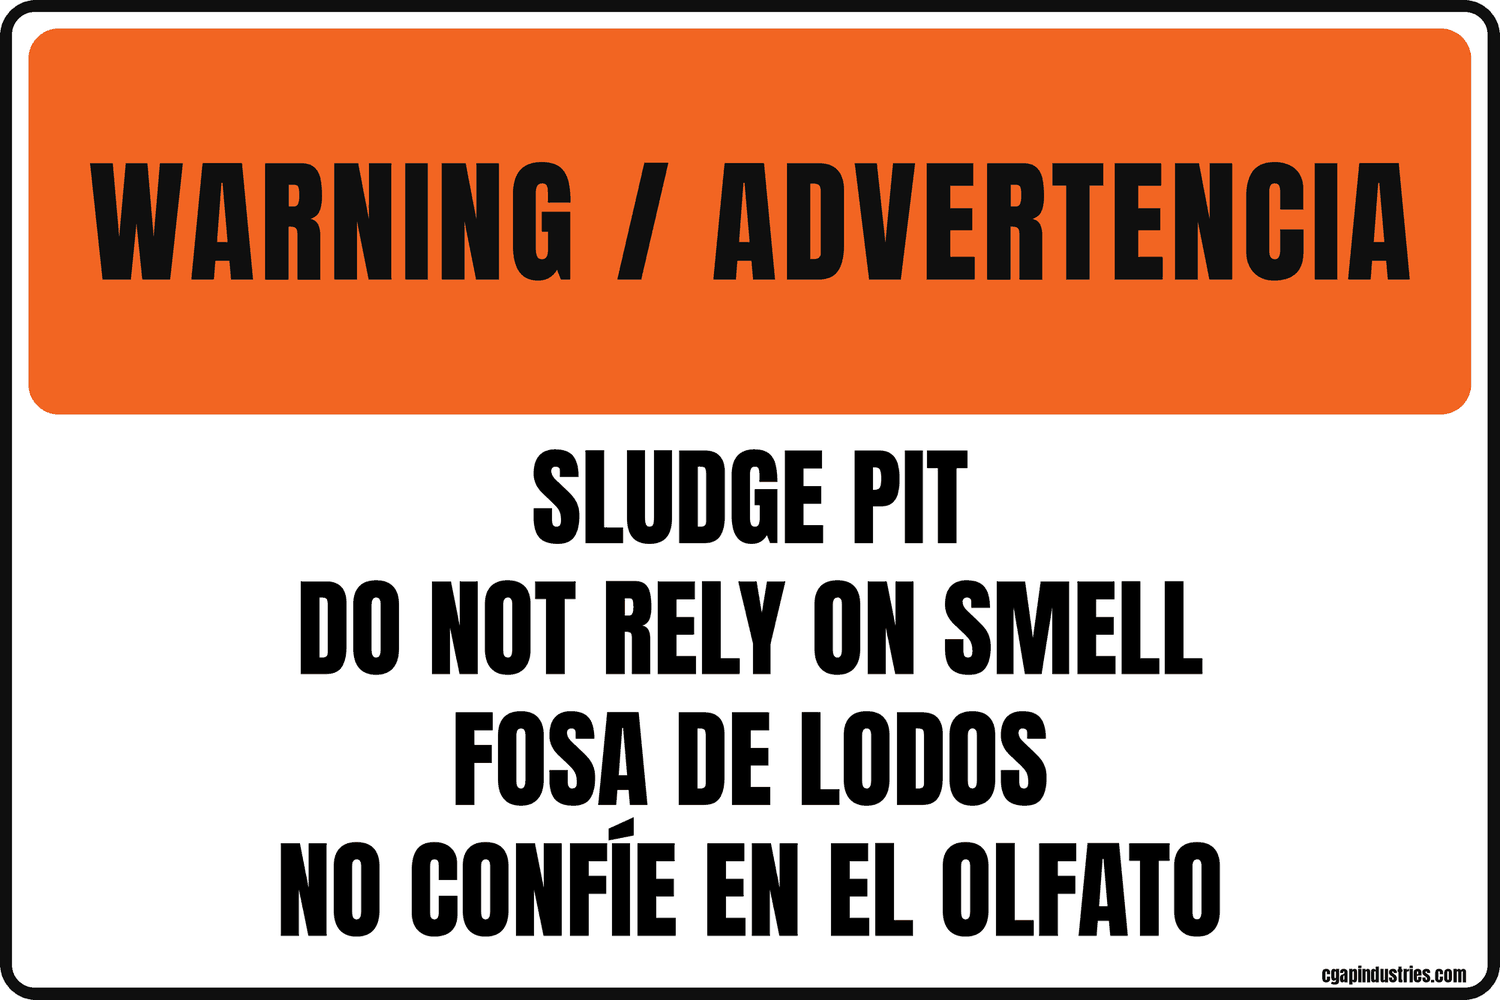 WARNING / ADVERTENCIA
SLUDGE PIT
DO NOT RELY ON SMELL
FOSA DE LODOS
NO CONFÍE EN EL OLFATO
cgapindustries.com